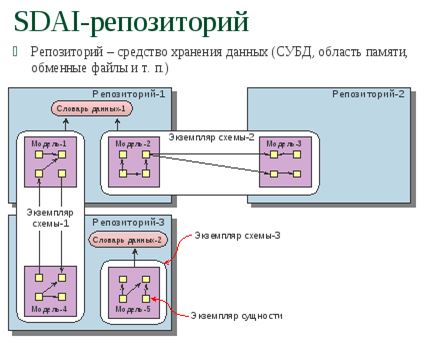 SDAI-репозиторий
Репозиторий – средство хранения данных (СУБД, область памяти,
обменные файлы и т. п.)
Репозиторий-1
Репозиторий-2
Словарь данных-1
Экземпляр схемы-2
Модель-1
Модель-2
Модель-3
Экземпляр
схемы-1
Репозиторий-3
Словарь данных-2
Экземпляр схемы-3
Модель-4
Модель-5
Экземпляр сущности